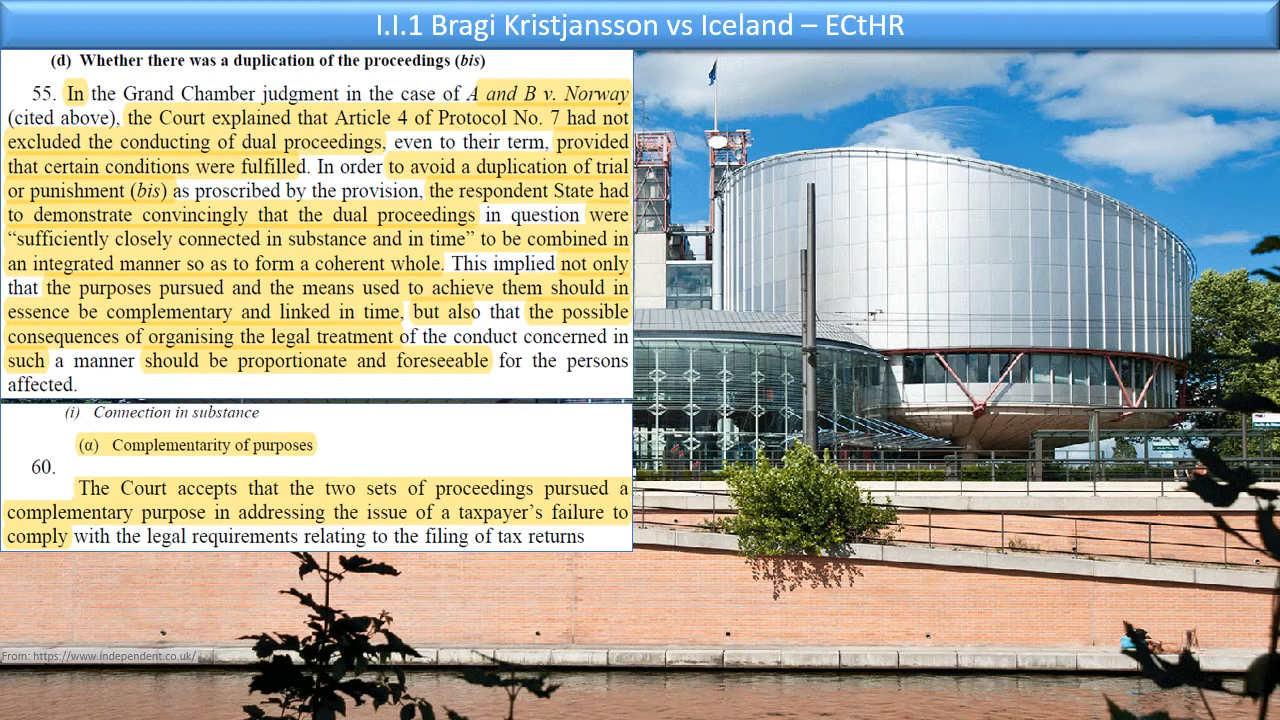 I.I.1 Bragi Kristjansson vs Iceland – ECtHR
(d) Whether there was a duplication of the proceedings (bis)
55. In the Grand Chamber judgment in the case of A and B v. Norway
(cited above), the Court explained that Article 4 of Protocol No. 7 had not
excluded the conducting of dual proceedings, even to their term, provided
that certain conditions were fulfilled. In order to avoid a duplication of trial
or punishment (bis) as proscribed by the provision, the respondent State had
to demonstrate convincingly that the dual proceedings in question were
“sufficiently closely connected in substance and in time” to be combined in
an integrated manner so as to form a coherent whole. This implied not only
that the purposes pursued and the means used to achieve them should in
essence be complementary and linked in time, but also that the possible
consequences of organising the legal treatment of the conduct concerned in
such a manner should be proportionate and foreseeable for the persons
affected.
(i) Connection in substance
(α) Complementarity of purposes
60.
The Court accepts that the two sets of proceedings pursued a
complementary purpose in addressing the issue of a taxpayer’s failure to
comply with the legal requirements relating to the filing of tax returns
From: https://www.independent.co.uk/